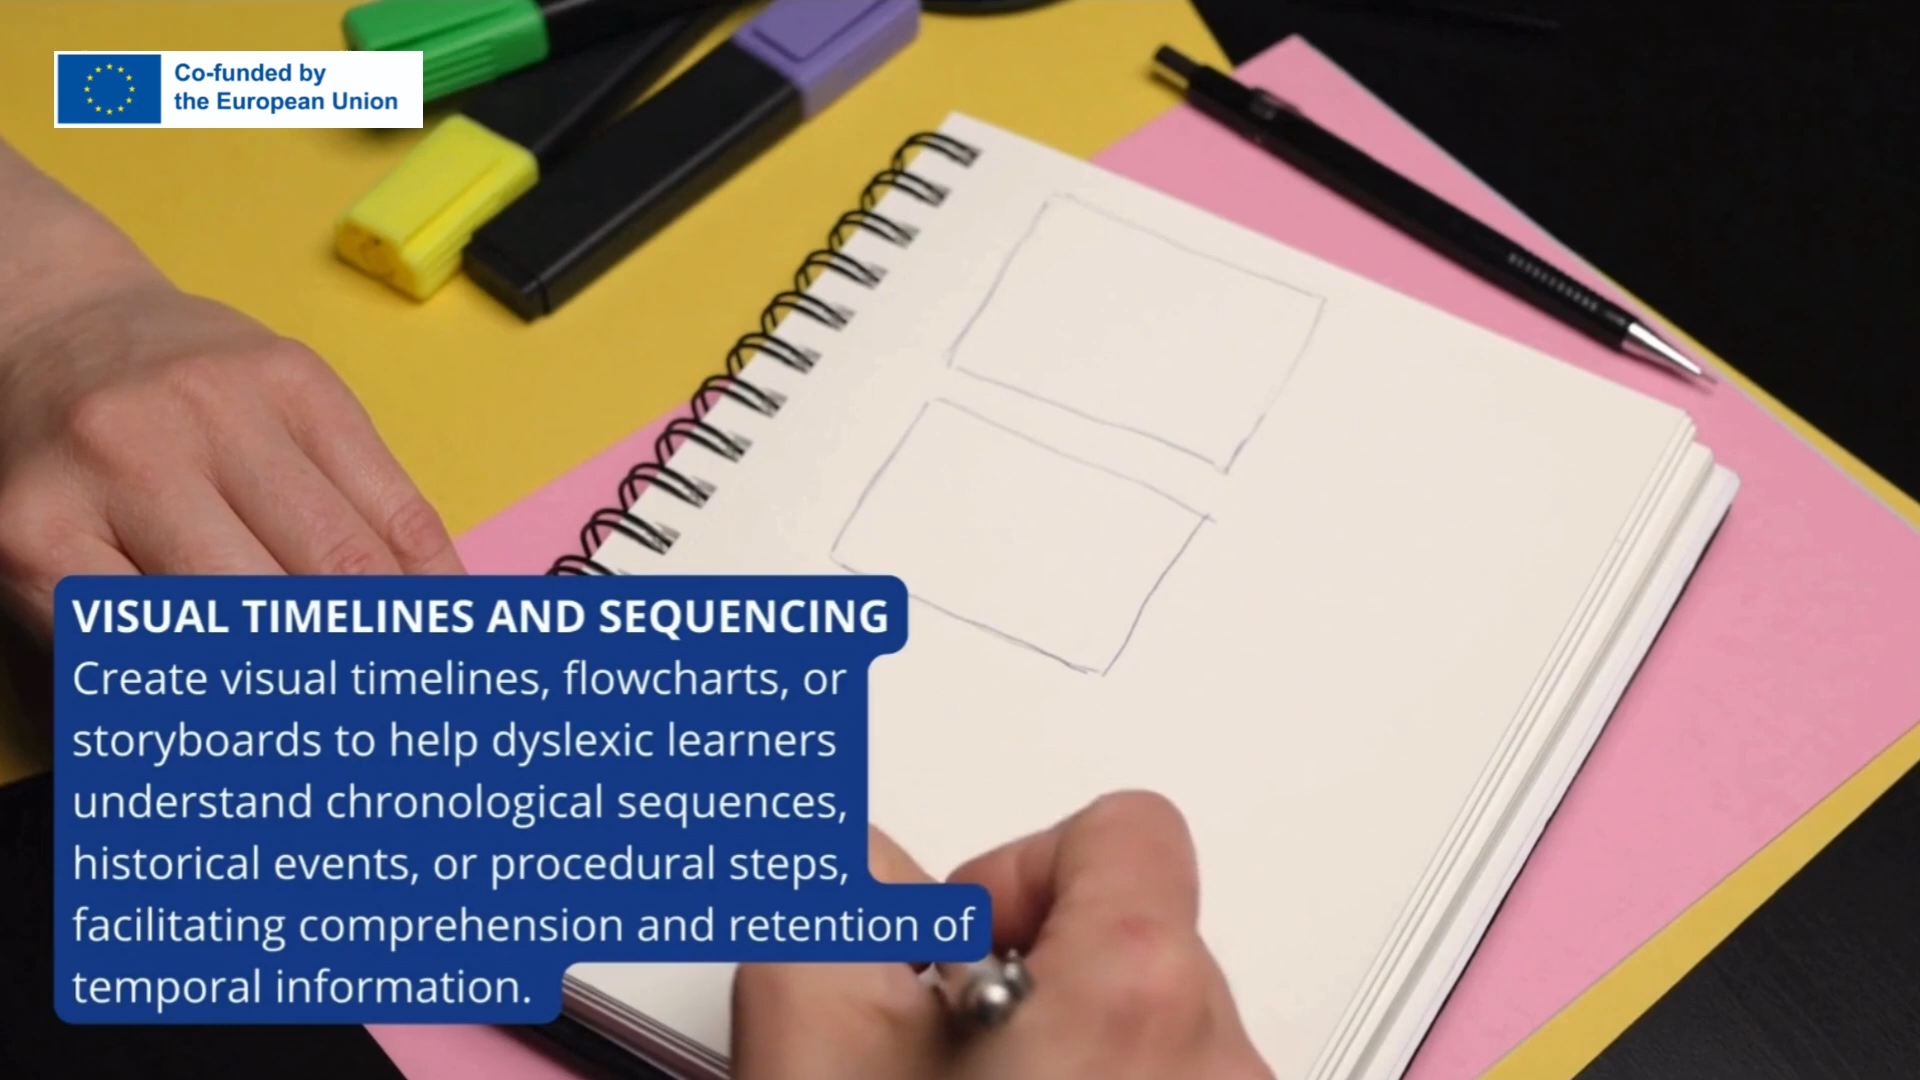 Co-funded by
the European Union
VISUAL TIMELINES AND SEQUENCING
Create visual timelines, flowcharts, or
storyboards to help dyslexic learners
understand chronological sequences,
historical events, or procedural steps,
facilitating comprehension and retention of
temporal information.